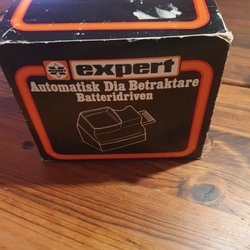 expert
Automatisk Dia Betraktare
Batteridriven